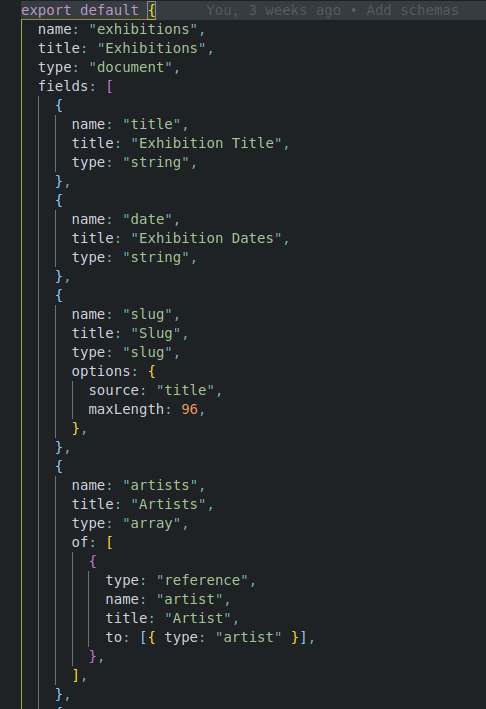 export default {        You, 3 weeks ago • Add schemas
  name: "exhibitions",
  title: "Exhibitions",
  type: "document",
  fields: [
    {
      name: "title",
      title: "Exhibition Title",
      type: "string",
    },
    {
      name: "date",
      title: "Exhibition Dates",
      type: "string",
    },
    {
      name: "slug",
      title: "Slug",
      type: "slug",
      options: {
        source: "title",
        maxLength: 96,
      },
    },
    {
      name: "artists",
      title: "Artists",
      type: "array",
      of: [
        {
          type: "reference",
          name: "artist",
          title: "Artist",
          to: [{ type: "artist" }],
        },
      ],
    },